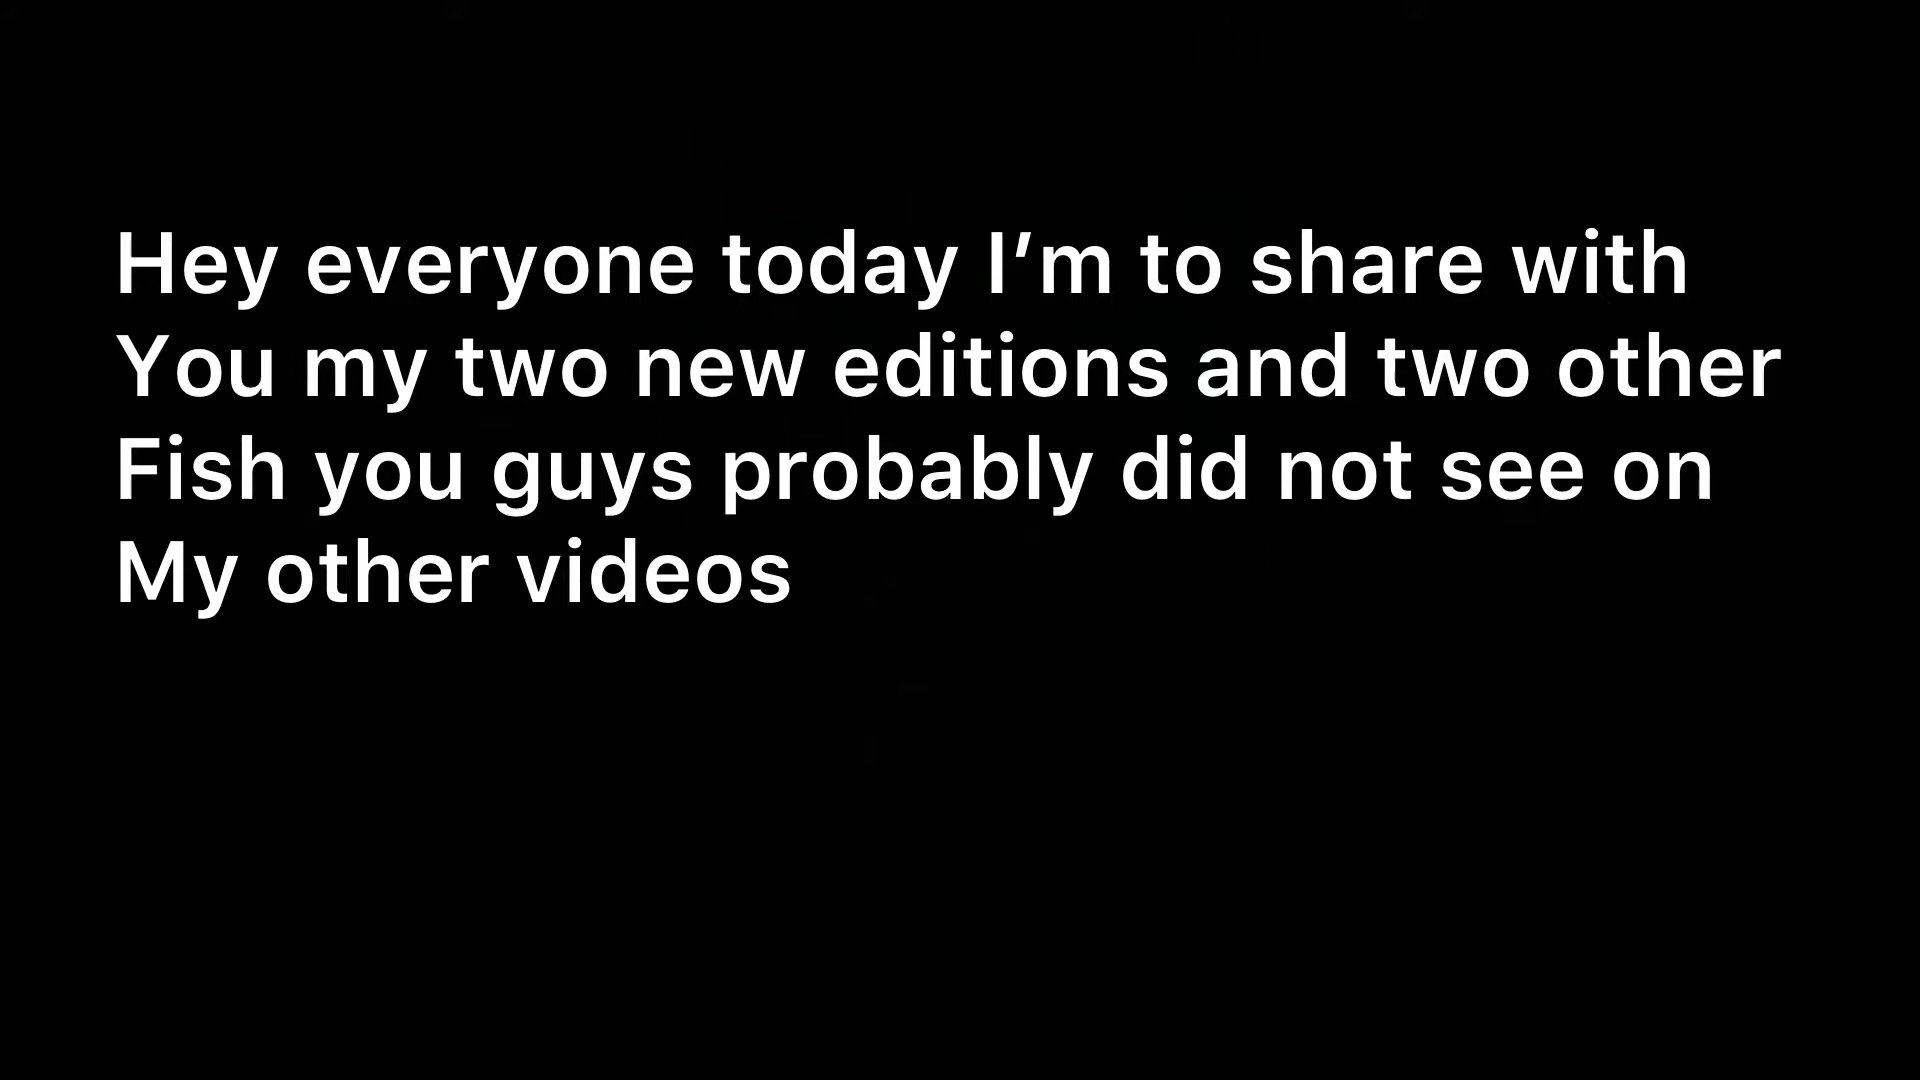 Hey everyone today I’m to share with
You my two new editions and two other
Fish you guys probably did not see on
My other videos